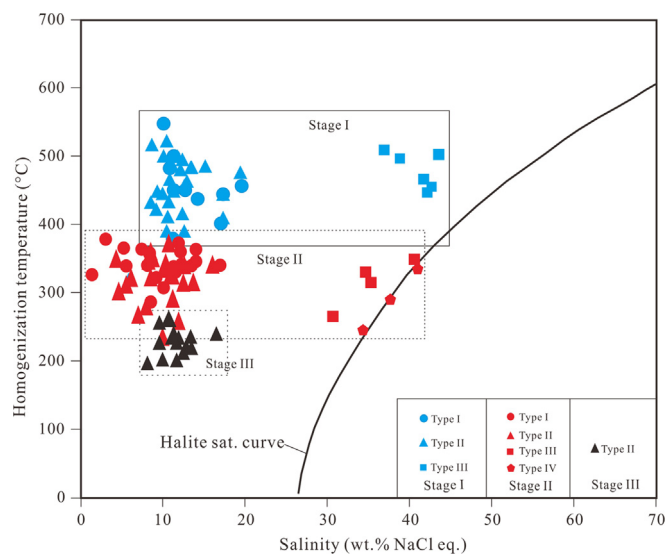 700
600
500
400
300
200
100
0
Homogenization temperature (°C)
Stage I
Stage II
Stage III
Halite sat. curve
Type I
Type II
Type III
Stage I
Type I
Type II
Type III
Type IV
Stage II
Type II
Stage III
0 10 20 30 40 50 60 70
Salinity (wt.% NaCl eq.)